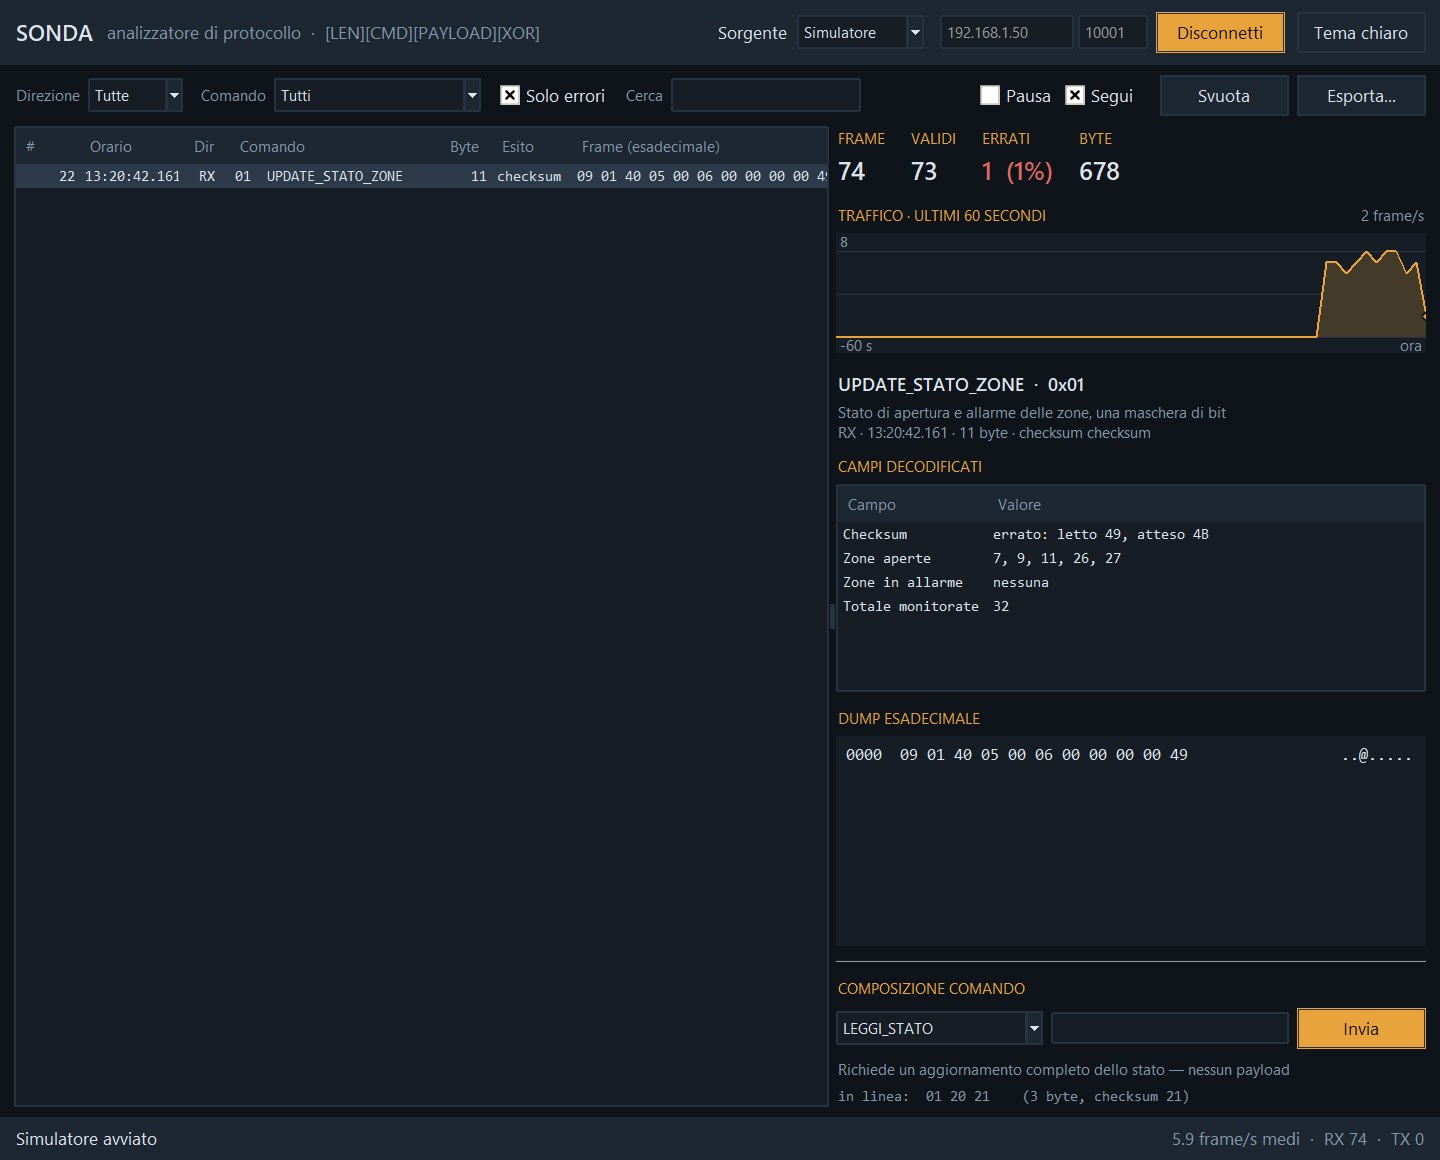 SONDA analizzatore di protocollo · [LEN][CMD][PAYLOAD][XOR] Sorgente Simulatore 192.168.1.50 10001 Disconnetti Tema chiaro
Direzione Tutte Comando Tutti Solo errori Cerca Pausa Segui Svuota Esporta...
# Orario Dir Comando Byte Esito Frame (esadecimale)
22 13:20:42.161 RX 01 UPDATE_STATO_ZONE 11 checksum 09 01 40 05 00 06 00 00 00 00 49
FRAME VALIDI ERRATI BYTE
74 73 1 (1%) 678
TRAFFICO · ULTIMI 60 SECONDI 2 frame/s
8
-60 s ora
UPDATE_STATO_ZONE · 0x01
Stato di apertura e allarme delle zone, una maschera di bit
RX · 13:20:42.161 · 11 byte · checksum checksum
CAMPI DECODIFICATI
Campo Valore
Checksum errato: letto 49, atteso 4B
Zone aperte 7, 9, 11, 26, 27
Zone in allarme nessuna
Totale monitorate 32
DUMP ESADECIMALE
0000 09 01 40 05 00 06 00 00 00 00 49 ..@.....
COMPOSIZIONE COMANDO
LEGGI_STATO Invia
Richiede un aggiornamento completo dello stato — nessun payload
in linea: 01 20 21 (3 byte, checksum 21)
Simulatore avviato 5.9 frame/s medi · RX 74 · TX 0